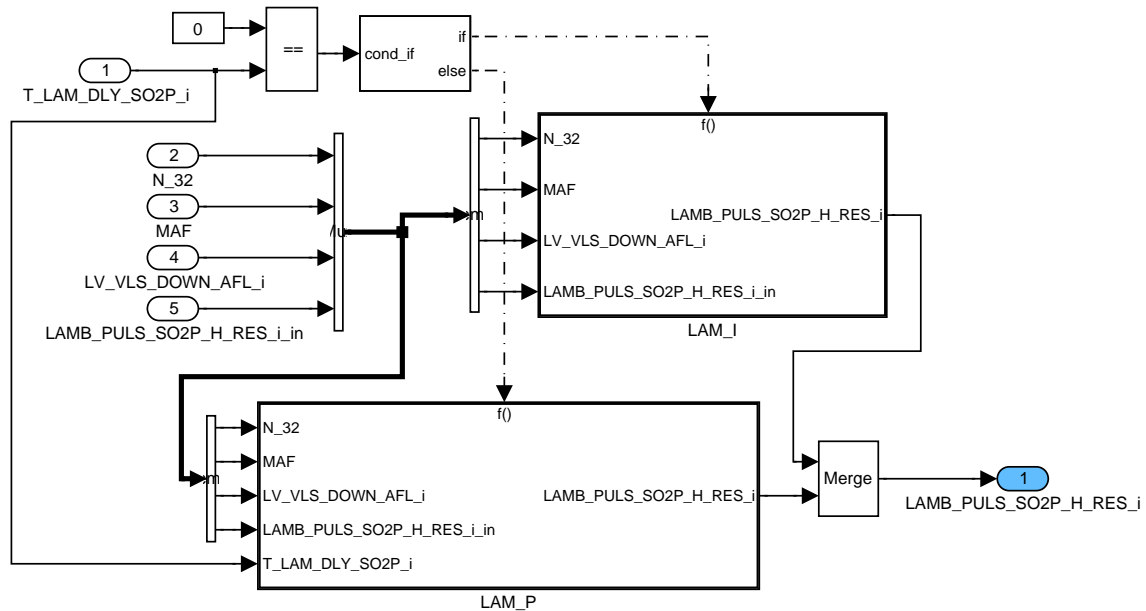 0
==
cond_if
if
else
1
T_LAM_DLY_SO2P_i
2
N_32
3
MAF
4
LV_VLS_DOWN_AFL_i
5
LAMB_PULS_SO2P_H_RES_i_in
f()
N_32
MAF
LV_VLS_DOWN_AFL_i
LAMB_PULS_SO2P_H_RES_i_in
LAMB_PULS_SO2P_H_RES_i
LAM_I
f()
N_32
MAF
LV_VLS_DOWN_AFL_i
LAMB_PULS_SO2P_H_RES_i_in
T_LAM_DLY_SO2P_i
LAMB_PULS_SO2P_H_RES_i
LAM_P
Merge
1
LAMB_PULS_SO2P_H_RES_i